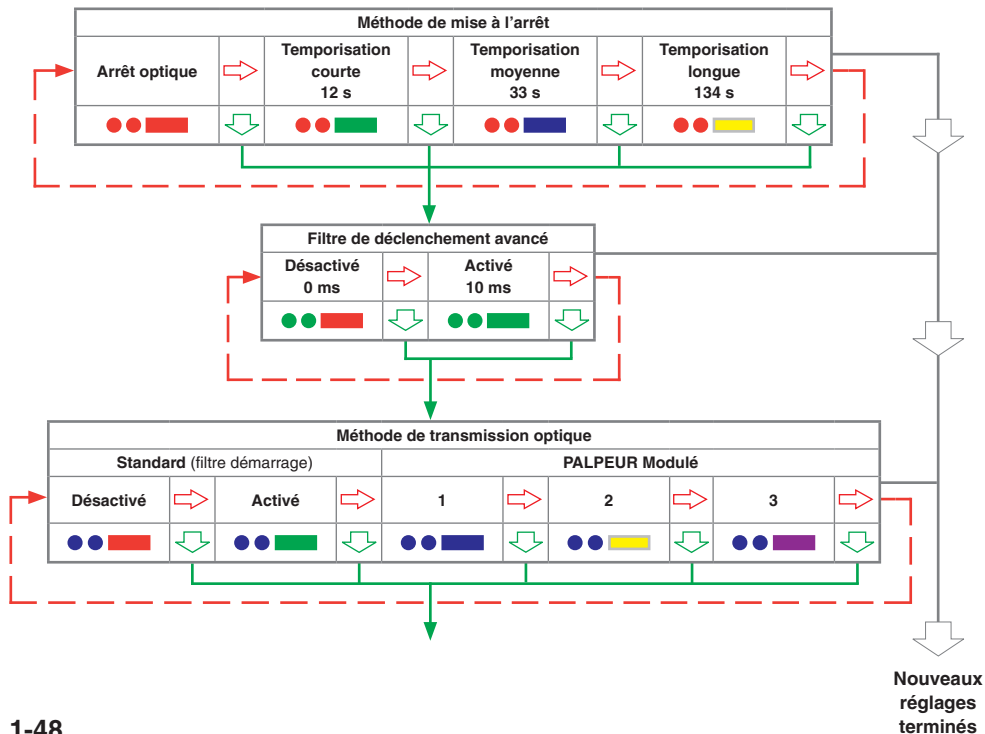 Méthode de mise à l'arrêt
Arrêt optique
Temporisation
courte
12 s
Temporisation
moyenne
33 s
Temporisation
longue
134 s
Filtre de déclenchement avancé
Désactivé
0 ms
Activé
10 ms
Méthode de transmission optique
Standard (filtre démarrage)
PALPEUR Modulé
Désactivé
Activé
1
2
3
Nouveaux
réglages
terminés
1-48